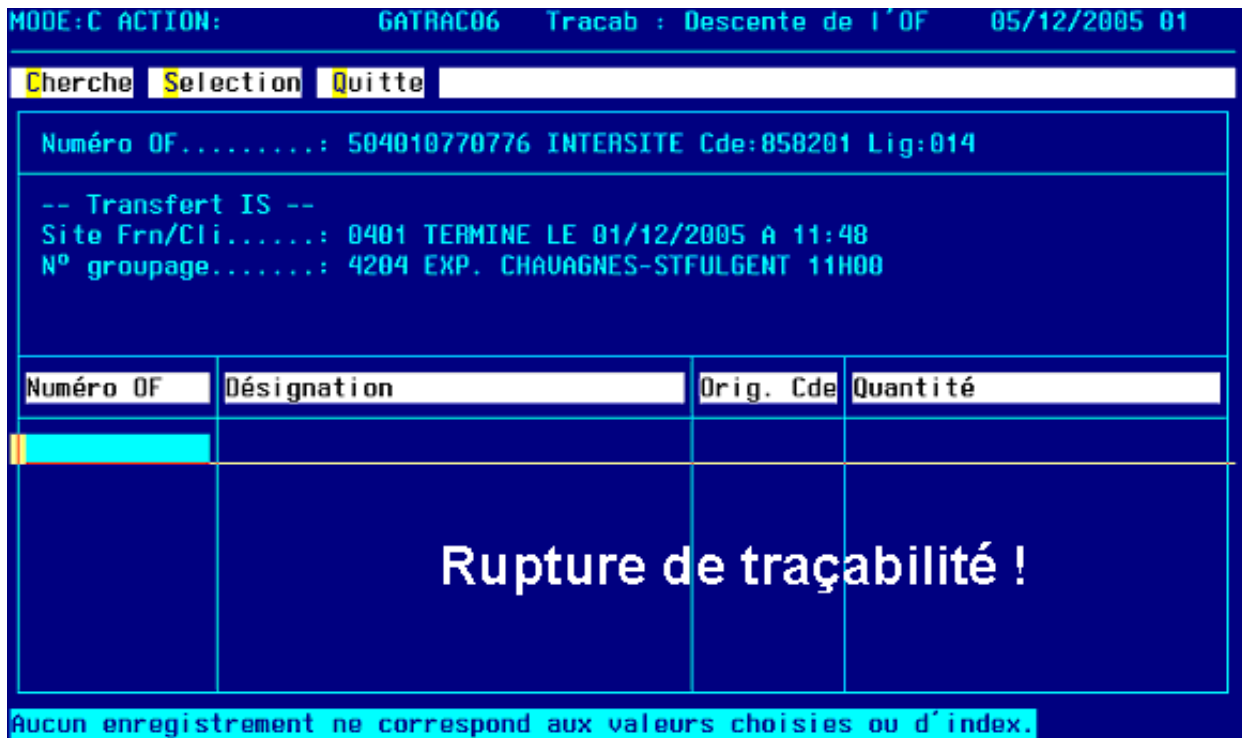 MODE:C ACTION: GATRAC06 Tracab : Descente de l'OF 05/12/2005 01
Cherche Selection Quitte
Numéro OF.........: 504010770776 INTERSITE Cde:858201 Lig:014
-- Transfert IS --
Site Frn/Cli......: 0401 TERMINE LE 01/12/2005 A 11:48
Nº groupage.......: 4204 EXP. CHAVAGNES-STFULGENT 11H00
Numéro OF Désignation Orig. Cde Quantité
Rupture de traçabilité !
Aucun enregistrement ne correspond aux valeurs choisies ou d'index.